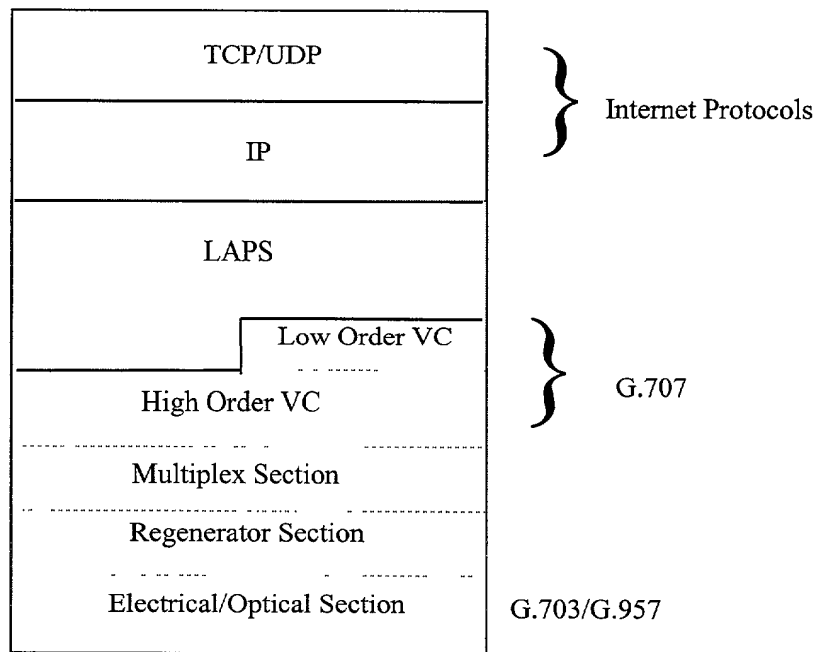 TCP/UDP
Internet Protocols
IP
LAPS
Low Order VC
G.707
High Order VC
Multiplex Section
Regenerator Section
Electrical/Optical Section
G.703/G.957